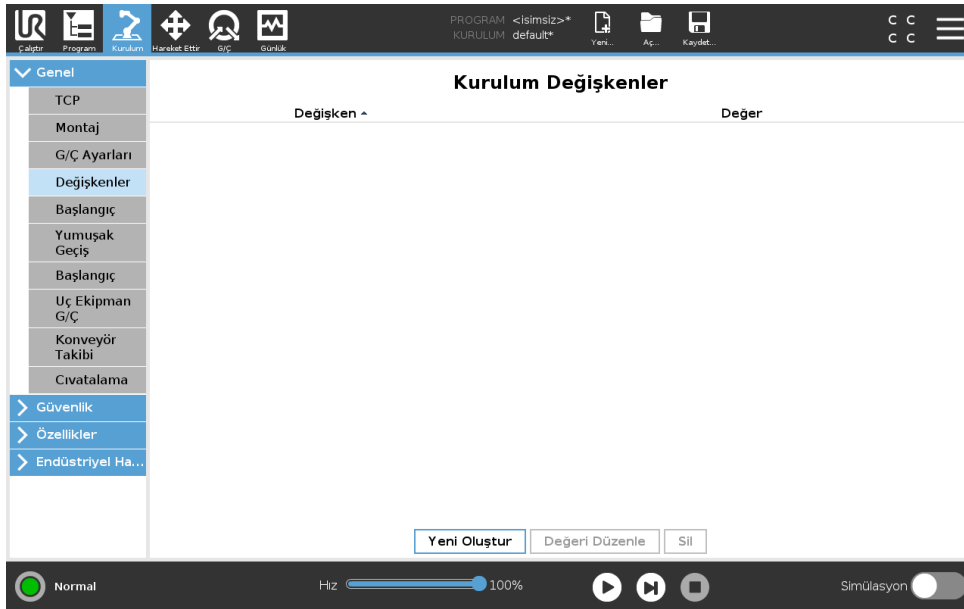 PROGRAM <isimsiz>*
KURULUM default*
Çalıştır Program Kurulum Hareket Ettir G/Ç Günlük
Yeni... Aç... Kaydet...
C C
C C
Genel
TCP
Montaj
G/Ç Ayarları
Değişkenler
Başlangıç
Yumuşak
Geçiş
Başlangıç
Uç Ekipman
G/Ç
Konveyör
Takibi
Cıvatalama
Güvenlik
Özellikler
Endüstriyel Ha...
Kurulum Değişkenler
Değişken Değer
Yeni Oluştur Değeri Düzenle Sil
Normal Hız 100% Simülasyon